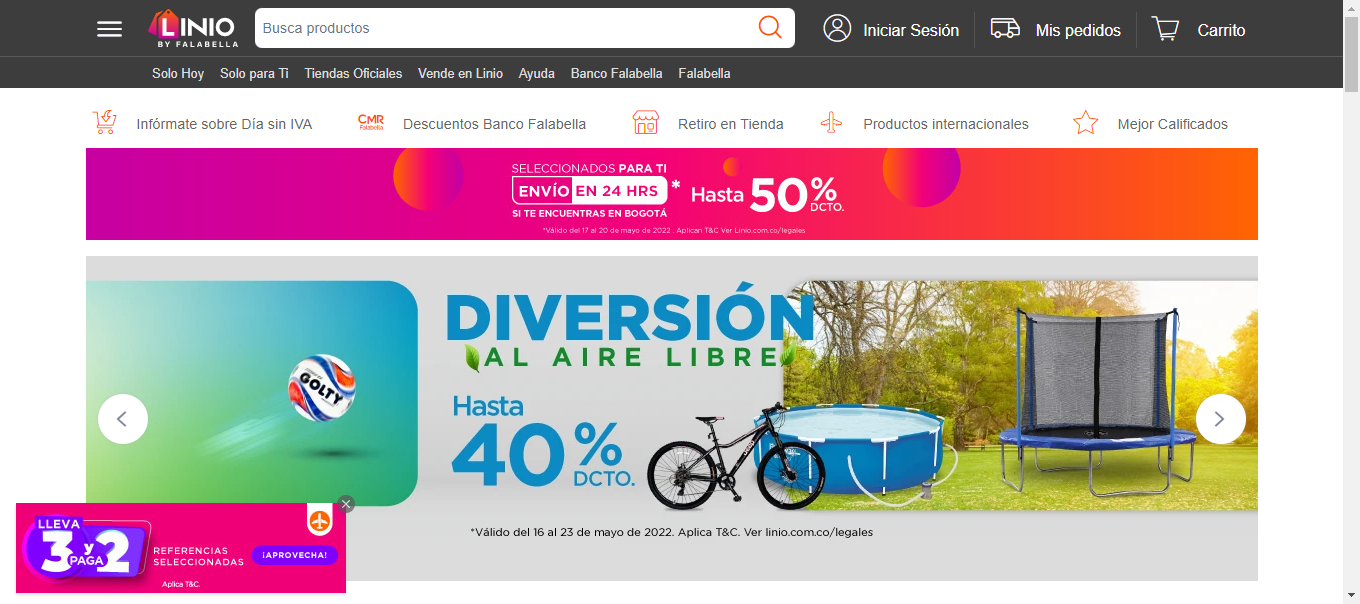 LINIO
BY FALABELLA
Busca productos
Iniciar Sesión
Mis pedidos
Carrito
Solo Hoy
Solo para Ti
Tiendas Oficiales
Vende en Linio
Ayuda
Banco Falabella
Falabella
Infórmate sobre Día sin IVA
CMR
Falabella
Descuentos Banco Falabella
Retiro en Tienda
Productos internacionales
Mejor Calificados
SELECCIONADOS PARA TI
ENVÍO EN 24 HRS *
SI TE ENCUENTRAS EN BOGOTÁ
Hasta 50% DCTO.
*Válido del 17 al 20 de mayo de 2022 . Aplican T&C Ver Linio.com.co/legales
GOLTY
DIVERSIÓN
AL AIRE LIBRE
Hasta
40% DCTO.
*Válido del 16 al 23 de mayo de 2022. Aplica T&C. Ver linio.com.co/legales
LLEVA
3 y 2
PAGA
REFERENCIAS
SELECCIONADAS
¡APROVECHA!
Aplica T&C.